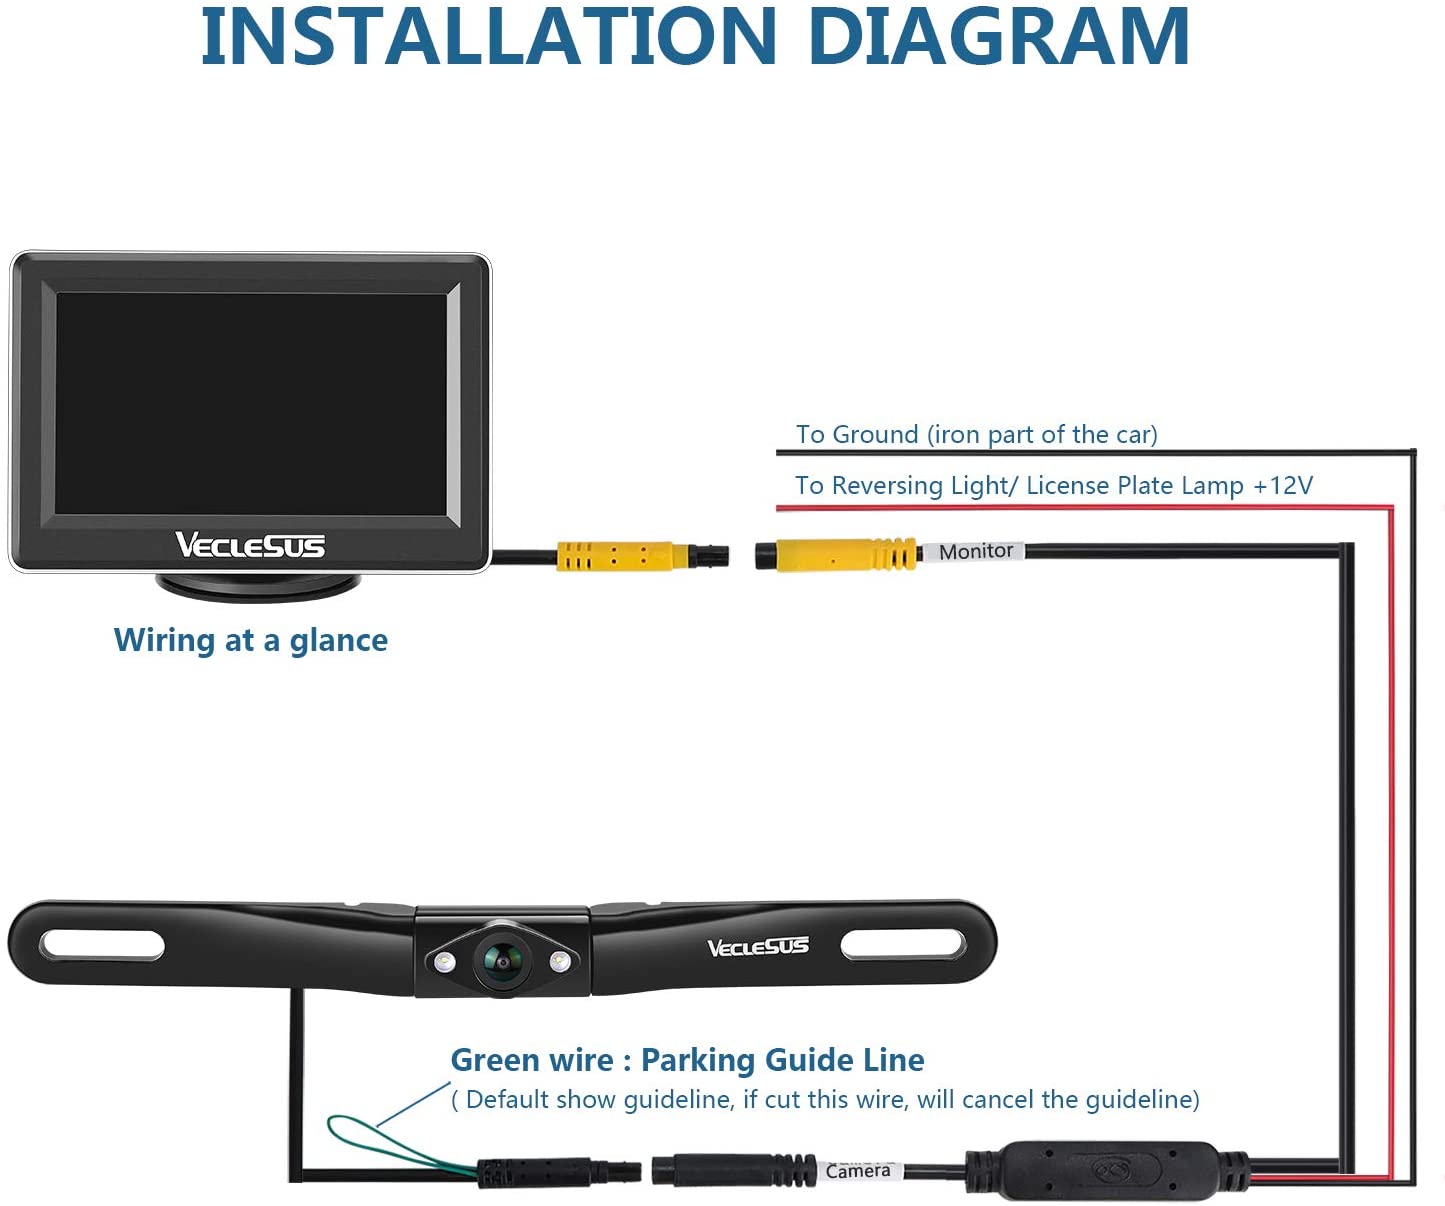 INSTALLATION DIAGRAM
To Ground (iron part of the car)
To Reversing Light/ License Plate Lamp +12V
Monitor
VECLESUS
Wiring at a glance
VECLESUS
Green wire : Parking Guide Line
( Default show guideline, if cut this wire, will cancel the guideline)
Camera